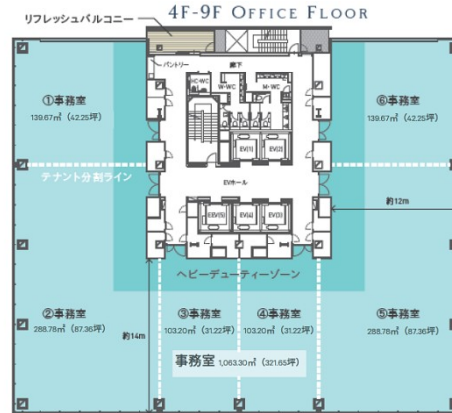 4F-9F OFFICE FLOOR
リフレッシュバルコニー
パントリー
廊下
HC・WC
W・WC
M・WC
①事務室
139.67㎡ (42.25坪)
⑥事務室
139.67㎡ (42.25坪)
EV(1)
EV(2)
テナント分割ライン
EVホール
約12m
EEV(5)
EV(4)
EV(3)
ヘビーデューティーゾーン
②事務室
288.78㎡ (87.36坪)
③事務室
103.20㎡ (31.22坪)
④事務室
103.20㎡ (31.22坪)
⑤事務室
288.78㎡ (87.36坪)
約14m
事務室 1,063.30㎡ (321.65坪)